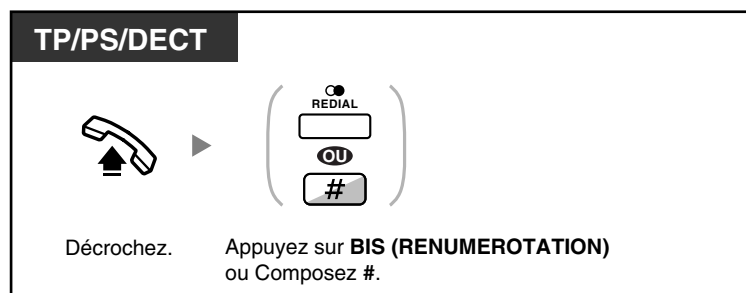 TP/PS/DECT
REDIAL
OU
#
Décrochez.
Appuyez sur BIS (RENUMEROTATION)
ou Composez #.